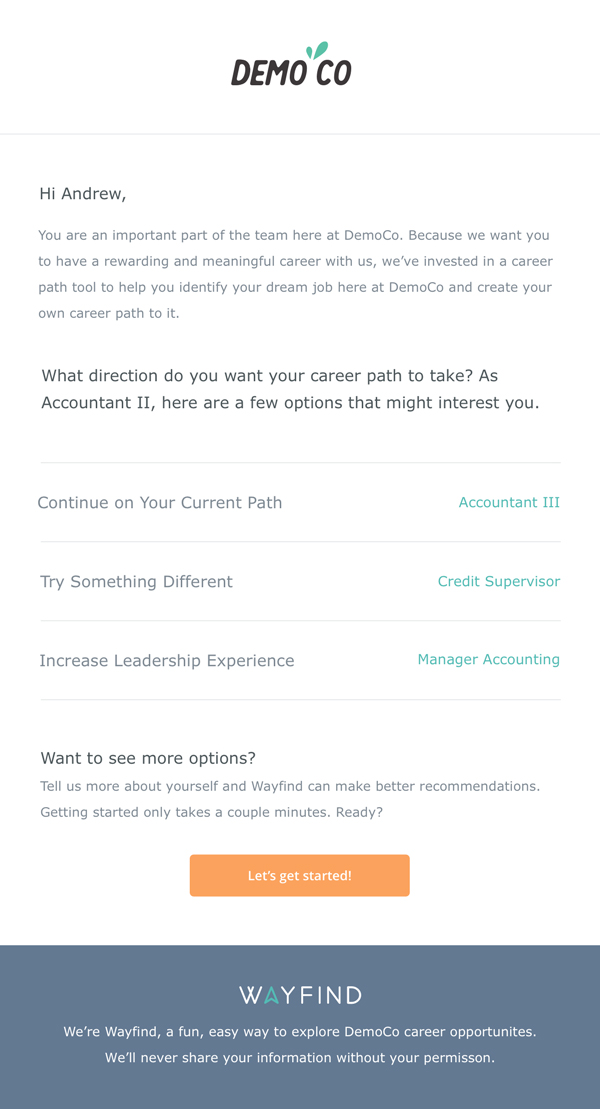 DEMO CO
Hi Andrew,
You are an important part of the team here at DemoCo. Because we want you
to have a rewarding and meaningful career with us, we’ve invested in a career
path tool to help you identify your dream job here at DemoCo and create your
own career path to it.
What direction do you want your career path to take? As
Accountant II, here are a few options that might interest you.
Continue on Your Current Path Accountant III
Try Something Different Credit Supervisor
Increase Leadership Experience Manager Accounting
Want to see more options?
Tell us more about yourself and Wayfind can make better recommendations.
Getting started only takes a couple minutes. Ready?
Let’s get started!
WAYFIND
We’re Wayfind, a fun, easy way to explore DemoCo career opportunites.
We’ll never share your information without your permisson.